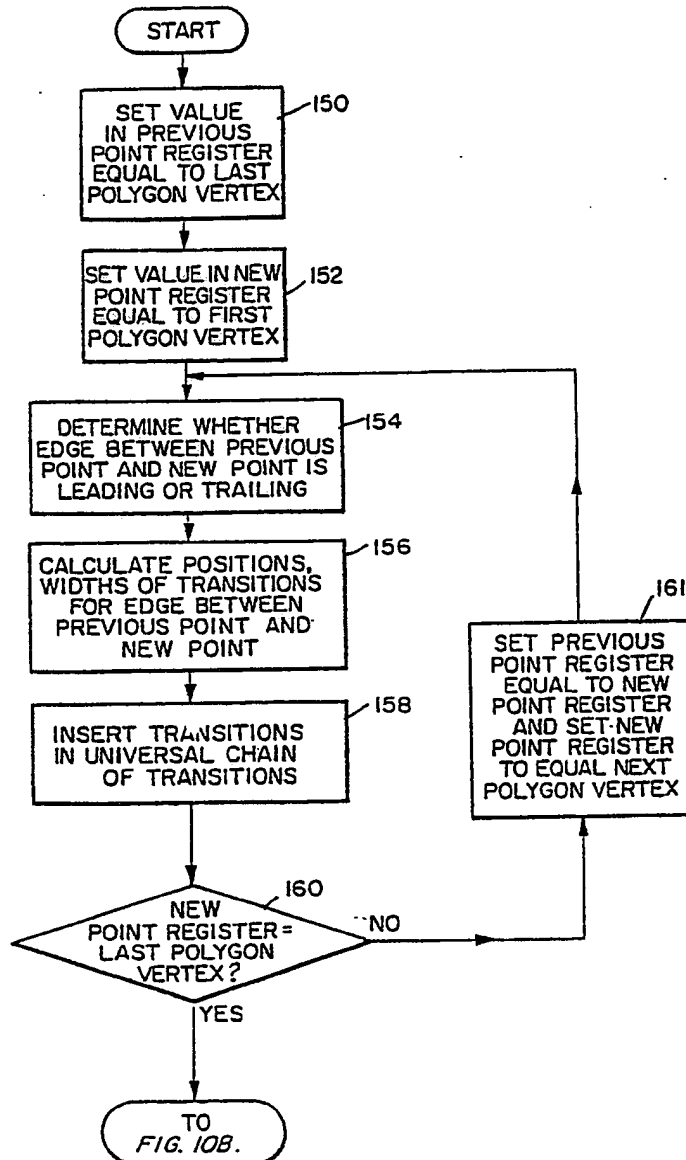 START
SET VALUE
IN PREVIOUS
POINT REGISTER
EQUAL TO LAST
POLYGON VERTEX
150
SET VALUE IN NEW
POINT REGISTER
EQUAL TO FIRST
POLYGON VERTEX
152
DETERMINE WHETHER
EDGE BETWEEN PREVIOUS
POINT AND NEW POINT IS
LEADING OR TRAILING
154
CALCULATE POSITIONS,
WIDTHS OF TRANSITIONS
FOR EDGE BETWEEN
PREVIOUS POINT AND
NEW POINT
156
INSERT TRANSITIONS
IN UNIVERSAL CHAIN
OF TRANSITIONS
158
NEW
POINT REGISTER =
LAST POLYGON
VERTEX?
160
NO
161
SET PREVIOUS
POINT REGISTER
EQUAL TO NEW
POINT REGISTER
AND SET NEW
POINT REGISTER
TO EQUAL NEXT
POLYGON VERTEX
YES
TO
FIG. 10B.